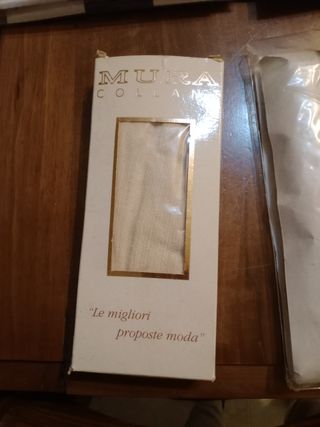 MURA
COLLANT
"Le migliori
proposte moda"